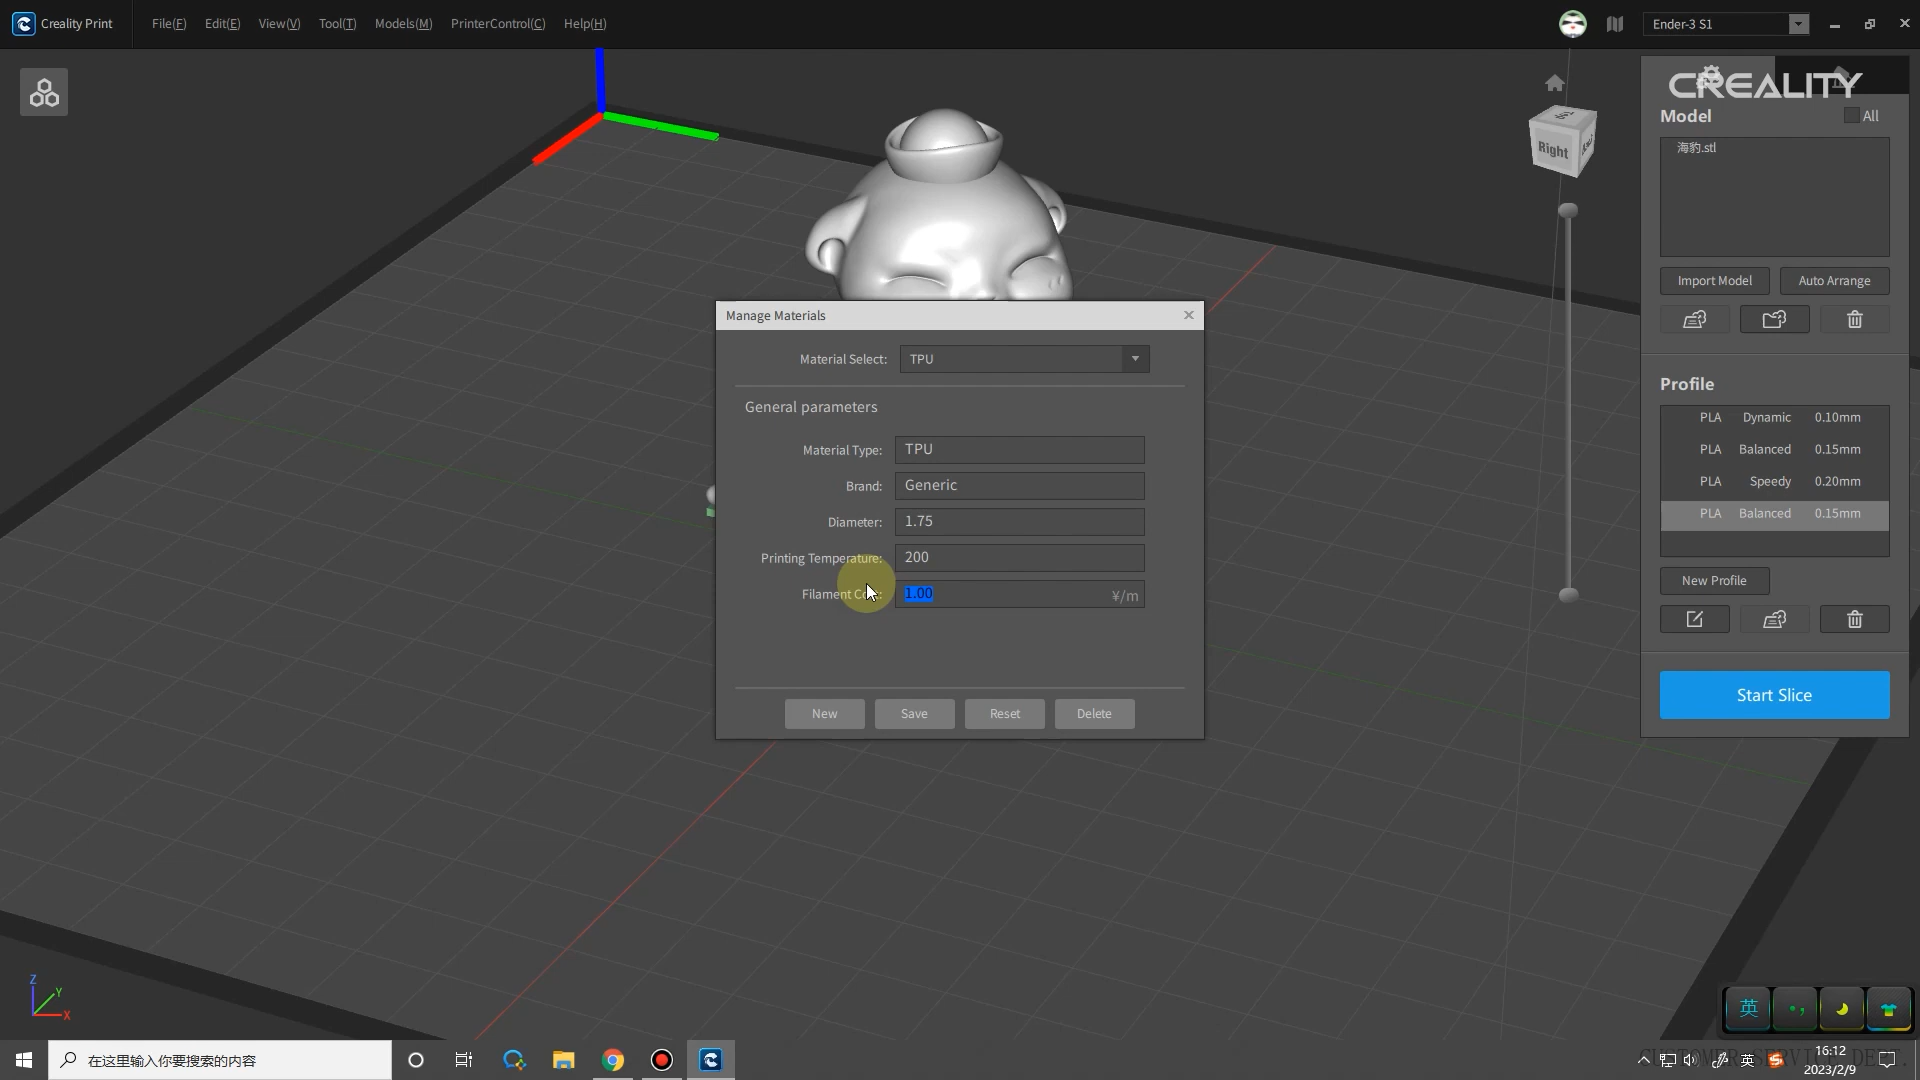 Creality Print
File(F) Edit(E) View(V) Tool(T) Models(M) PrinterControl(C) Help(H)
Ender-3 S1
CREALITY
Model
All
海豹.stl
Right
Import Model
Auto Arrange
Manage Materials
Material Select: TPU
General parameters
Material Type: TPU
Brand: Generic
Diameter: 1.75
Printing Temperature: 200
1.00 ¥/m
Filament
New
Save
Reset
Delete
Profile
PLA Dynamic 0.10mm
PLA Balanced 0.15mm
PLA Speedy 0.20mm
PLA Balanced 0.15mm
New Profile
Start Slice
Z
Y
X
英
在这里输入你要搜索的内容
CUSTOMER SERVICE DEPT.
英
16:12
2023/2/9